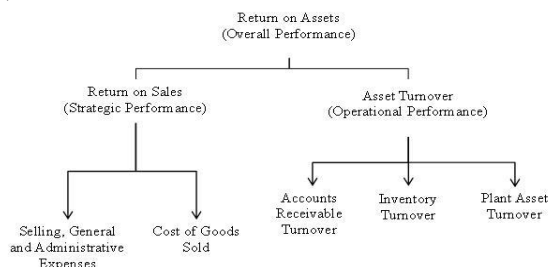 Return on Assets
(Overall Performance)
Return on Sales
(Strategic Performance)
Asset Turnover
(Operational Performance)
Selling, General
and Administrative
Expenses
Cost of Goods
Sold
Accounts
Receivable
Turnover
Inventory
Turnover
Plant Asset
Turnover